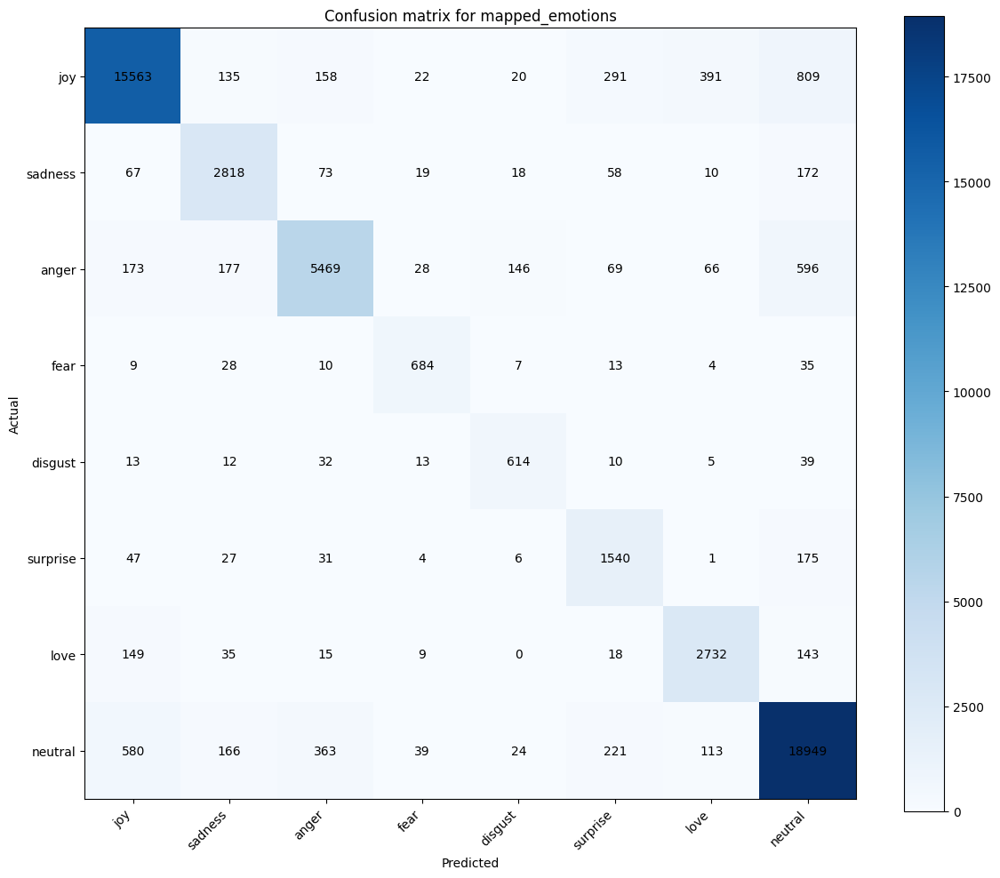 Confusion matrix for mapped_emotions
joy 15563 135 158 22 20 291 391 809
sadness 67 2818 73 19 18 58 10 172
anger 173 177 5469 28 146 69 66 596
fear 9 28 10 684 7 13 4 35
disgust 13 12 32 13 614 10 5 39
surprise 47 27 31 4 6 1540 1 175
love 149 35 15 9 0 18 2732 143
neutral 580 166 363 39 24 221 113 18949
joy sadness anger fear disgust surprise love neutral
Predicted
Actual
17500
15000
12500
10000
7500
5000
2500
0